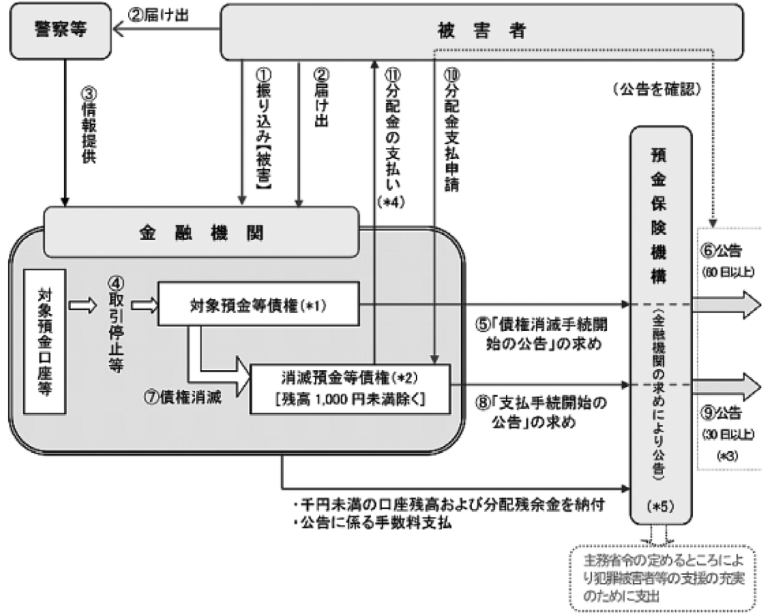 ②届け出
警察等
被害者
③情報提供
①振り込み【被害】
②届け出
⑪分配金の支払い(*4)
⑩分配金支払申請
(公告を確認)
預金保険機構
(金融機関の求めにより公告)
(*5)
金融機関
対象預金口座等
④取引停止等
対象預金等債権(*1)
⑤「債権消滅手続開
始の公告」の求め
⑥公告
(60日以上)
⑦債権消滅
消滅預金等債権(*2)
[残高1,000円未満除く]
⑧「支払手続開始の
公告」の求め
⑨公告
(30日以上)
(*3)
・千円未満の口座残高および分配残余金を納付
・公告に係る手数料支払
主務省令の定めるところによ
り犯罪被害者等の支援の充実
のために支出